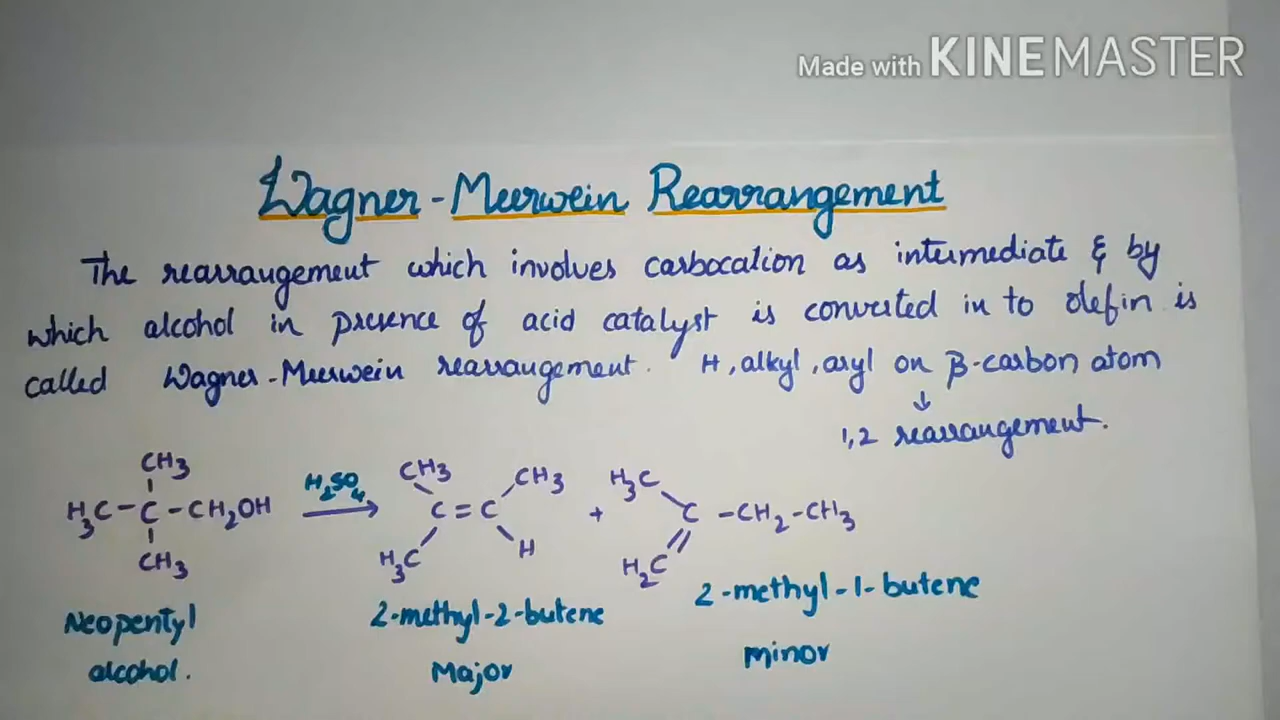 Made with KINEMASTER
Wagner-Meerwein Rearrangement
The rearrangement which involves carbocation as intermediate & by
which alcohol in presence of acid catalyst is converted in to olefin is
called Wagner-Meerwein rearrangement. H, alkyl, aryl on β-carbon atom
↓
1,2 rearrangement.
CH3 CH3 CH3 H3C
H3C-C-CH2OH H2SO4 → C=C + C-CH2-CH3
CH3 H3C H H2C
Neopentyl 2-methyl-2-butene 2-methyl-1-butene
alcohol. Major minor